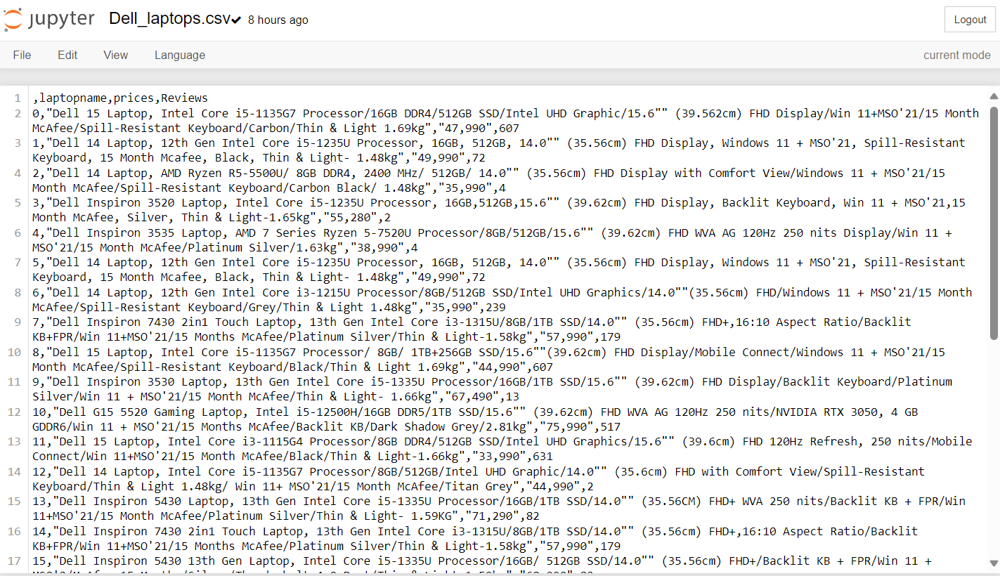 jupyter Dell_laptops.csv✔ 8 hours ago Logout
File Edit View Language current mode
1 ,laptopname,prices,Reviews
2 0,"Dell 15 Laptop, Intel Core i5-1135G7 Processor/16GB DDR4/512GB SSD/Intel UHD Graphic/15.6"" (39.562cm) FHD Display/Win 11+MSO'21/15 Month
McAfee/Spill-Resistant Keyboard/Carbon/Thin & Light 1.69kg","47,990",607
3 1,"Dell 14 Laptop, 12th Gen Intel Core i5-1235U Processor, 16GB, 512GB, 14.0"" (35.56cm) FHD Display, Windows 11 + MSO'21, Spill-Resistant
Keyboard, 15 Month Mcafee, Black, Thin & Light- 1.48kg","49,990",72
4 2,"Dell 14 Laptop, AMD Ryzen R5-5500U/ 8GB DDR4, 2400 MHz/ 512GB/ 14.0"" (35.56cm) FHD Display with Comfort View/Windows 11 + MSO'21/15
Month McAfee/Spill-Resistant Keyboard/Carbon Black/ 1.48kg","35,990",4
5 3,"Dell Inspiron 3520 Laptop, Intel Core i5-1235U Processor, 16GB,512GB,15.6"" (39.62cm) FHD Display, Backlit Keyboard, Win 11 + MSO'21,15
Month McAfee, Silver, Thin & Light-1.65kg","55,280",2
6 4,"Dell Inspiron 3535 Laptop, AMD 7 Series Ryzen 5-7520U Processor/8GB/512GB/15.6"" (39.62cm) FHD WVA AG 120Hz 250 nits Display/Win 11 +
MSO'21/15 Month McAfee/Platinum Silver/1.63kg","38,990",4
7 5,"Dell 14 Laptop, 12th Gen Intel Core i5-1235U Processor, 16GB, 512GB, 14.0"" (35.56cm) FHD Display, Windows 11 + MSO'21, Spill-Resistant
Keyboard, 15 Month Mcafee, Black, Thin & Light- 1.48kg","49,990",72
8 6,"Dell 14 Laptop, 12th Gen Intel Core i3-1215U Processor/8GB/512GB SSD/Intel UHD Graphics/14.0""(35.56cm) FHD/Windows 11 + MSO'21/15 Month
McAfee/Spill-Resistant Keyboard/Grey/Thin & Light 1.48kg","35,990",239
9 7,"Dell Inspiron 7430 2in1 Touch Laptop, 13th Gen Intel Core i3-1315U/8GB/1TB SSD/14.0"" (35.56cm) FHD+,16:10 Aspect Ratio/Backlit
KB+FPR/Win 11+MSO'21/15 Months McAfee/Platinum Silver/Thin & Light-1.58kg","57,990",179
10 8,"Dell 15 Laptop, Intel Core i5-1135G7 Processor/ 8GB/ 1TB+256GB SSD/15.6""(39.62cm) FHD Display/Mobile Connect/Windows 11 + MSO'21/15
Month McAfee/Spill-Resistant Keyboard/Black/Thin & Light 1.69kg","44,990",607
11 9,"Dell Inspiron 3530 Laptop, 13th Gen Intel Core i5-1335U Processor/16GB/1TB SSD/15.6"" (39.62cm) FHD Display/Backlit Keyboard/Platinum
Silver/Win 11 + MSO'21/15 Month McAfee/Thin & Light- 1.66kg","67,490",13
12 10,"Dell G15 5520 Gaming Laptop, Intel i5-12500H/16GB DDR5/1TB SSD/15.6"" (39.62cm) FHD WVA AG 120Hz 250 nits/NVIDIA RTX 3050, 4 GB
GDDR6/Win 11 + MSO'21/15 Months McAfee/Backlit KB/Dark Shadow Grey/2.81kg","75,990",517
13 11,"Dell 15 Laptop, Intel Core i3-1115G4 Processor/8GB DDR4/512GB SSD/Intel UHD Graphics/15.6"" (39.6cm) FHD 120Hz Refresh, 250 nits/Mobile
Connect/Win 11+MSO'21/15 Month McAfee/Black/Thin & Light-1.66kg","33,990",631
14 12,"Dell 14 Laptop, Intel Core i5-1135G7 Processor/8GB/512GB/Intel UHD Graphic/14.0"" (35.6cm) FHD with Comfort View/Spill-Resistant
Keyboard/Thin & Light 1.48kg/ Win 11+ MSO'21/15 Month McAfee/Titan Grey","44,990",2
15 13,"Dell Inspiron 5430 Laptop, 13th Gen Intel Core i5-1335U Processor/16GB/1TB SSD/14.0"" (35.56CM) FHD+ WVA 250 nits/Backlit KB + FPR/Win
11+MSO'21/15 Month McAfee/Platinum Silver/Thin & Light- 1.59KG","71,290",82
16 14,"Dell Inspiron 7430 2in1 Touch Laptop, 13th Gen Intel Core i3-1315U/8GB/1TB SSD/14.0"" (35.56cm) FHD+,16:10 Aspect Ratio/Backlit
KB+FPR/Win 11+MSO'21/15 Months McAfee/Platinum Silver/Thin & Light-1.58kg","57,990",179
17 15,"Dell Inspiron 5430 13th Gen Laptop, Intel Core i5-1335U Processor/16GB/ 512GB SSD/14.0"" (35.56cm) FHD+/Backlit KB + FPR/Win 11 +